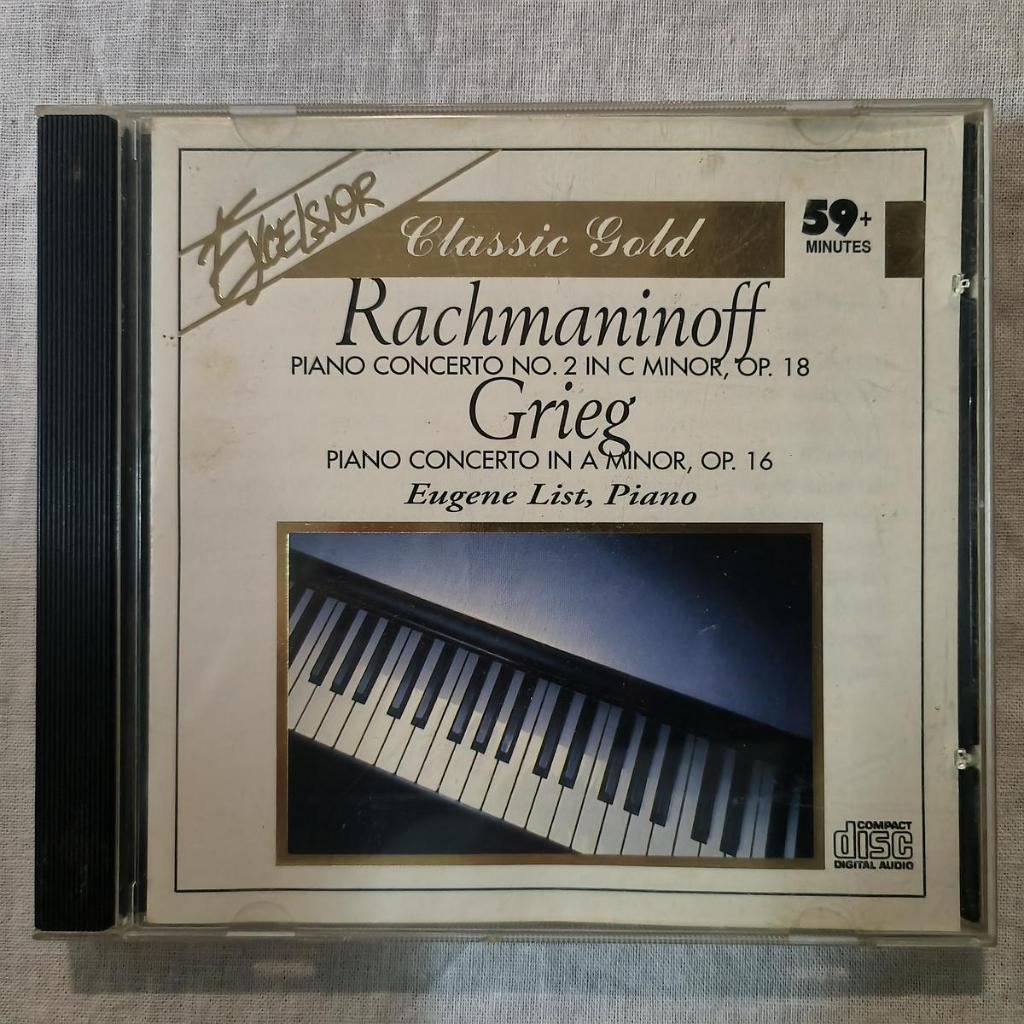 EXCELSIOR
Classic Gold
59+
MINUTES
Rachmaninoff
PIANO CONCERTO NO. 2 IN C MINOR, OP. 18
Grieg
PIANO CONCERTO IN A MINOR, OP. 16
Eugene List, Piano
COMPACT
disc
DIGITAL AUDIO